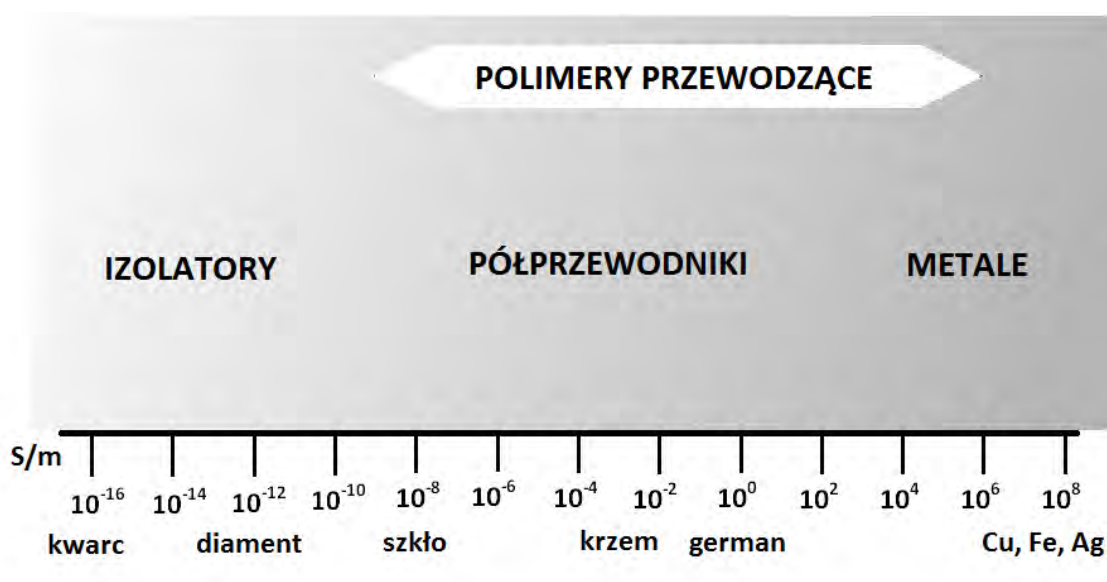 POLIMERY PRZEWODZĄCE
IZOLATORY PÓŁPRZEWODNIKI METALE
S/m
10⁻¹⁶ 10⁻¹⁴ 10⁻¹² 10⁻¹⁰ 10⁻⁸ 10⁻⁶ 10⁻⁴ 10⁻² 10⁰ 10² 10⁴ 10⁶ 10⁸
kwarc diament szkło krzem german Cu, Fe, Ag